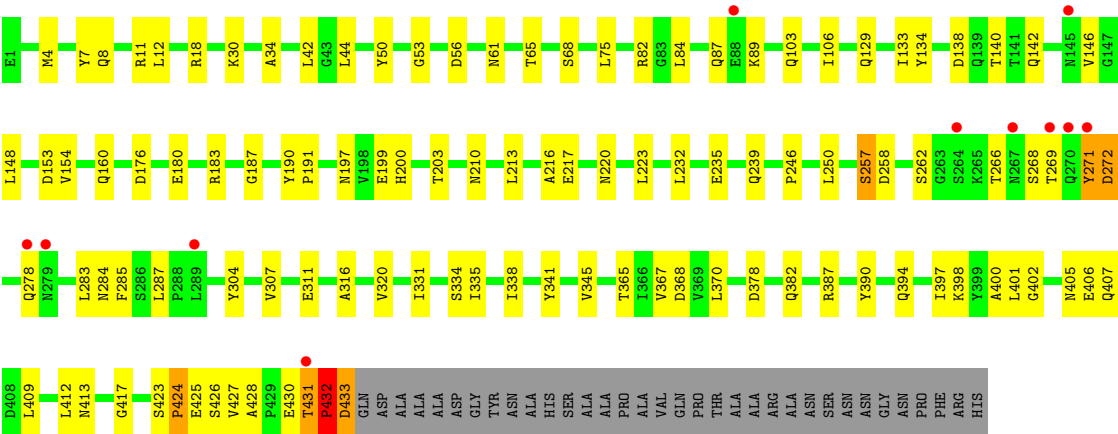 E1 M4 Y7 Q8 R11 L12 R18 K30 A34 L42 G43 L44 Y50 G53 D56 N61 T65 S68 L75 R82 G83 L84 Q87 E88 K89 Q103 I106 Q129 I133 Y134 D138 Q139 T140 T141 Q142 N145 V146 G147
L148 D153 V154 Q160 D176 E180 R183 G187 Y190 P191 N197 V198 E199 H200 T203 N210 L213 A216 E217 N220 L223 L232 E235 Q239 P246 L250 S257 D258 S262 G263 S264 K265 T266 N267 S268 T269 Q270 Y271 D272
Q278 N279 L283 N284 F285 S286 L287 P288 L289 Y304 V307 E311 A316 V320 I331 S334 I335 I338 Y341 V345 T365 I366 V367 D368 V369 L370 D378 Q382 R387 Y390 Q394 I397 K398 Y399 A400 L401 G402 N405 E406 Q407
D408 L409 L412 N413 G417 S423 P424 E425 S426 V427 A428 P429 E430 T431 P432 D433 GLN ASP ALA ALA ALA ASP GLY TYR ASN ALA HIS SER ALA ALA PRO ALA VAL GLN PRO THR ALA ALA ARG ALA ASN SER ASN ASN GLY ASN PRO PHE ARG HIS